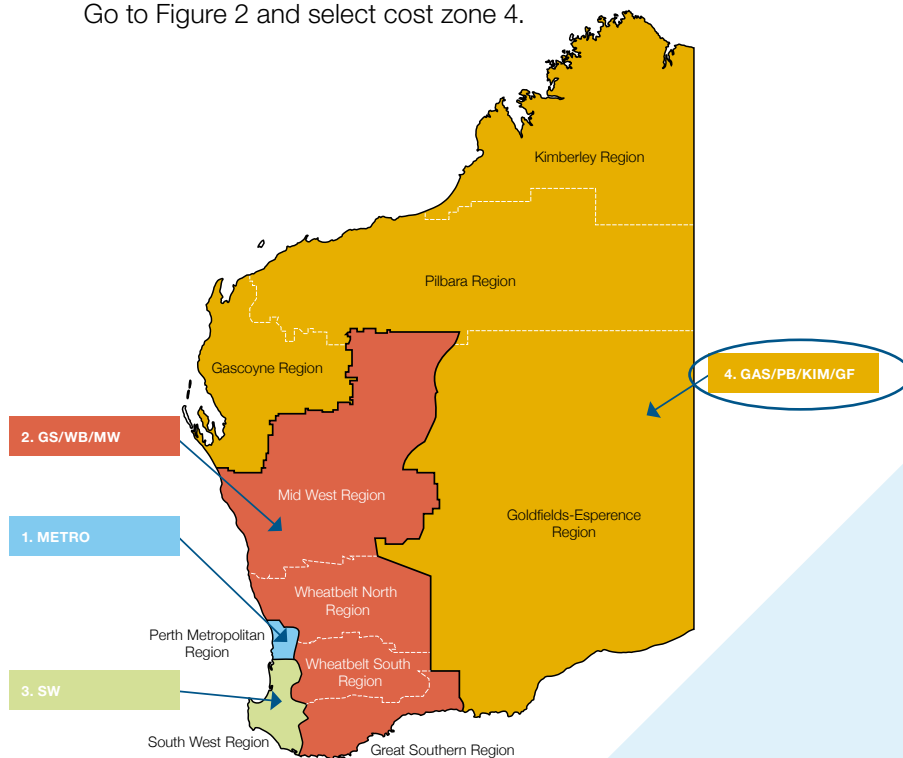 Go to Figure 2 and select cost zone 4.
Kimberley Region
Pilbara Region
Gascoyne Region
4. GAS/PB/KIM/GF
2. GS/WB/MW
Mid West Region
Goldfields-Esperence
Region
1. METRO
Wheatbelt North
Region
Perth Metropolitan
Region
Wheatbelt South
Region
3. SW
South West Region
Great Southern Region